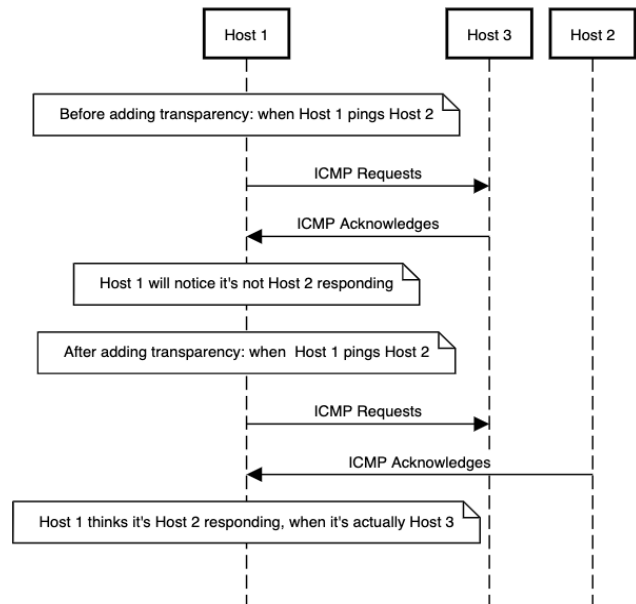 Host 1
Host 3
Host 2
Before adding transparency: when Host 1 pings Host 2
ICMP Requests
ICMP Acknowledges
Host 1 will notice it's not Host 2 responding
After adding transparency: when  Host 1 pings Host 2
ICMP Requests
ICMP Acknowledges
Host 1 thinks it's Host 2 responding, when it's actually Host 3